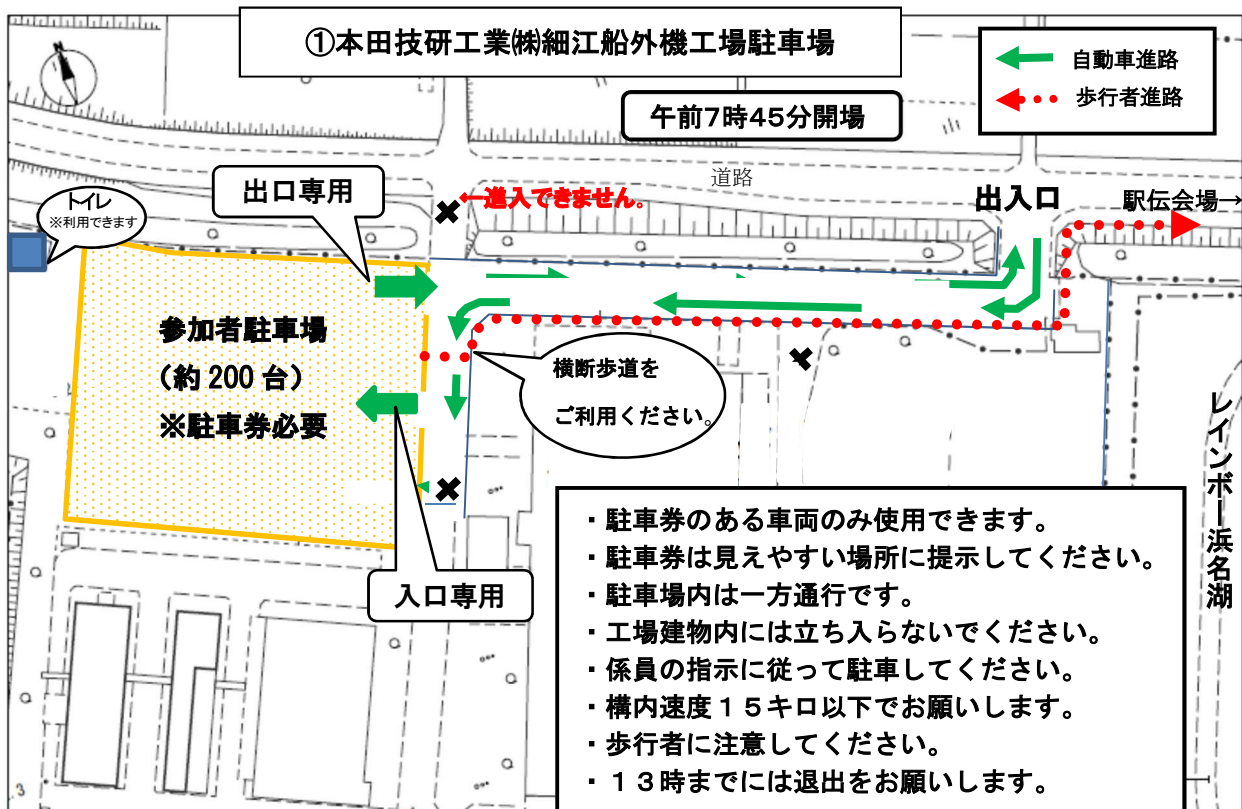 ①本田技研工業㈱細江船外機工場駐車場
自動車進路
歩行者進路
午前7時45分開場
道路
出口専用
←進入できません。
出入口
駅伝会場→
トイレ
※利用できます
参加者駐車場
（約 200 台）
※駐車券必要
横断歩道を
ご利用ください。
入口専用
レインボー浜名湖
・駐車券のある車両のみ使用できます。
・駐車券は見えやすい場所に提示してください。
・駐車場内は一方通行です。
・工場建物内には立ち入らないでください。
・係員の指示に従って駐車してください。
・構内速度１５キロ以下でお願いします。
・歩行者に注意してください。
・１３時までには退出をお願いします。
3